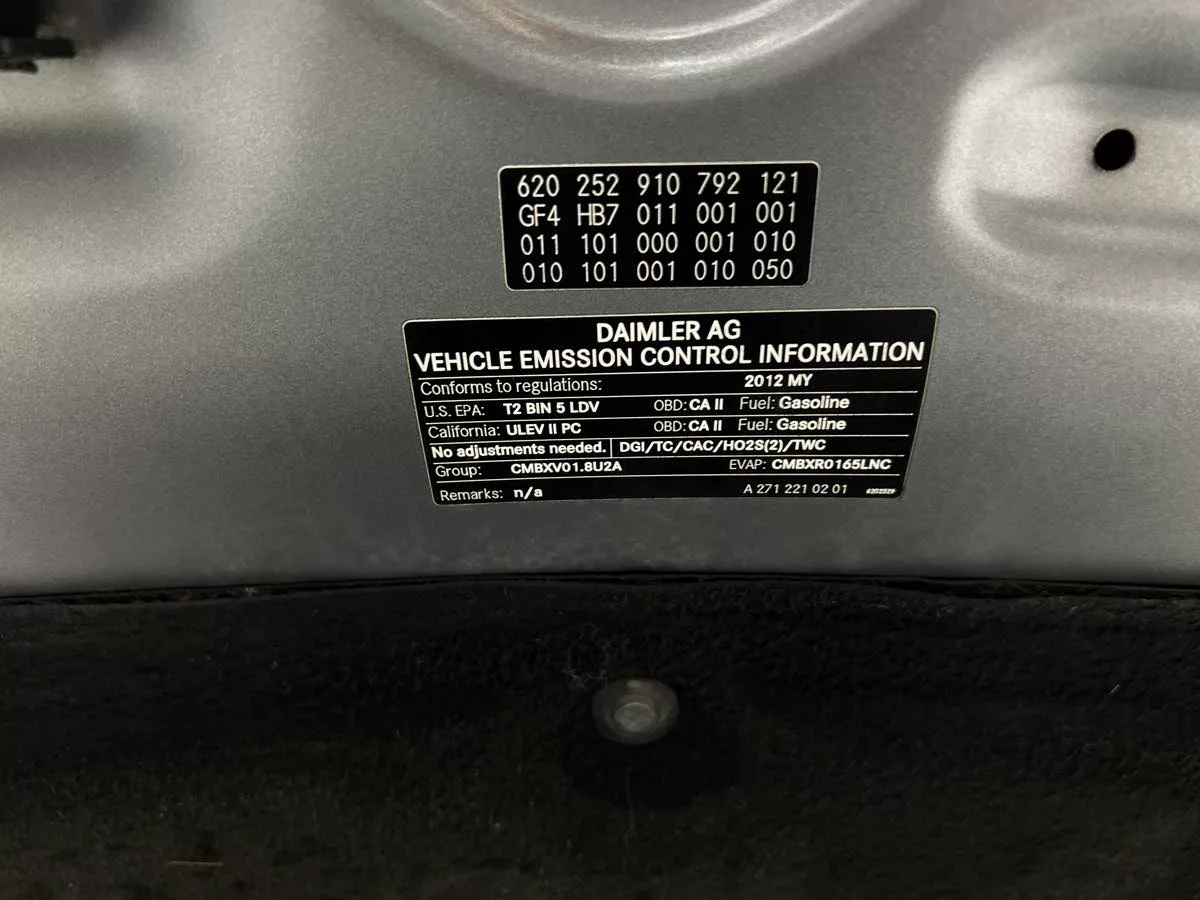 620 252 910 792 121
GF4 HB7 011 001 001
011 101 000 001 010
010 101 001 010 050
DAIMLER AG
VEHICLE EMISSION CONTROL INFORMATION
Conforms to regulations: 2012 MY
U.S. EPA: T2 BIN 5 LDV OBD: CA II Fuel: Gasoline
California: ULEV II PC OBD: CA II Fuel: Gasoline
No adjustments needed. DGI/TC/CAC/HO2S(2)/TWC
Group: CMBXV01.8U2A EVAP: CMBXR0165LNC
Remarks: n/a A 271 221 02 01 6202529